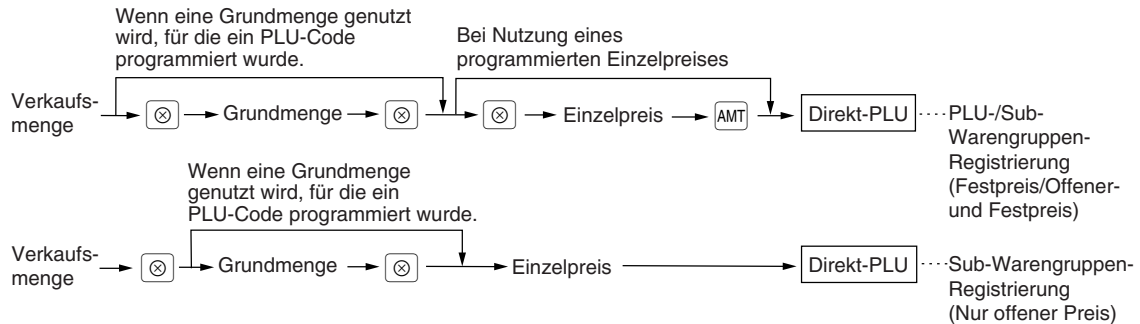 Wenn eine Grundmenge genutzt
wird, für die ein PLU-Code
programmiert wurde.
Bei Nutzung eines
programmierten Einzelpreises
Verkaufs-
menge
⊗ Grundmenge ⊗ ⊗ Einzelpreis AMT Direkt-PLU
PLU-/Sub-
Warengruppen-
Registrierung
(Festpreis/Offener-
und Festpreis)
Wenn eine Grundmenge
genutzt wird, für die ein
PLU-Code programmiert wurde.
Verkaufs-
menge
⊗ Grundmenge ⊗ Einzelpreis Direkt-PLU
Sub-Warengruppen-
Registrierung
(Nur offener Preis)